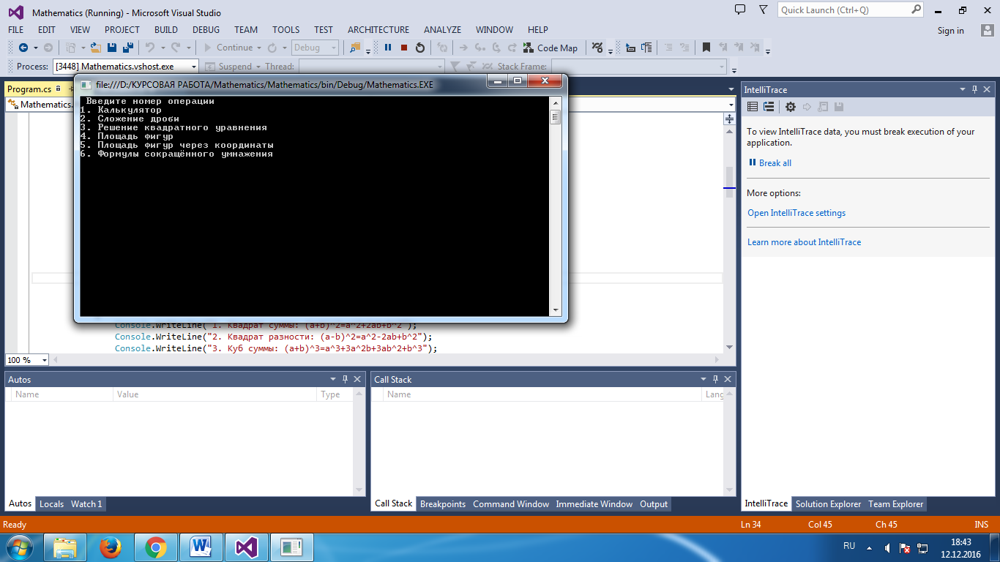 Mathematics (Running) - Microsoft Visual Studio
Quick Launch (Ctrl+Q)
FILE EDIT VIEW PROJECT BUILD DEBUG TEAM TOOLS TEST ARCHITECTURE ANALYZE WINDOW HELP
Sign in
Continue Debug Code Map
Process: [3448] Mathematics.vshost.exe Suspend Thread: Stack Frame:
Program.cs
Mathematics.
file:///D:/КУРСОВАЯ РАБОТА/Mathematics/Mathematics/bin/Debug/Mathematics.EXE
Введите номер операции
1. Калькулятор
2. Сложение дроби
3. Решение квадратного уравнения
4. Площадь фигур
5. Площадь фигур через координаты
6. Формулы сокращённого умнажения
Console.WriteLine("1. Квадрат суммы: (a+b)^2=a^2+2ab+b^2");
Console.WriteLine("2. Квадрат разности: (a-b)^2=a^2-2ab+b^2");
Console.WriteLine("3. Куб суммы: (a+b)^3=a^3+3a^2b+3ab^2+b^3");
100 %
IntelliTrace
To view IntelliTrace data, you must break execution of your
application.
Break all
More options:
Open IntelliTrace settings
Learn more about IntelliTrace
Autos
Name Value Type
Call Stack
Name Lang
Autos Locals Watch 1
Call Stack Breakpoints Command Window Immediate Window Output
IntelliTrace Solution Explorer Team Explorer
Ready Ln 34 Col 45 Ch 45 INS
RU
18:43
12.12.2016